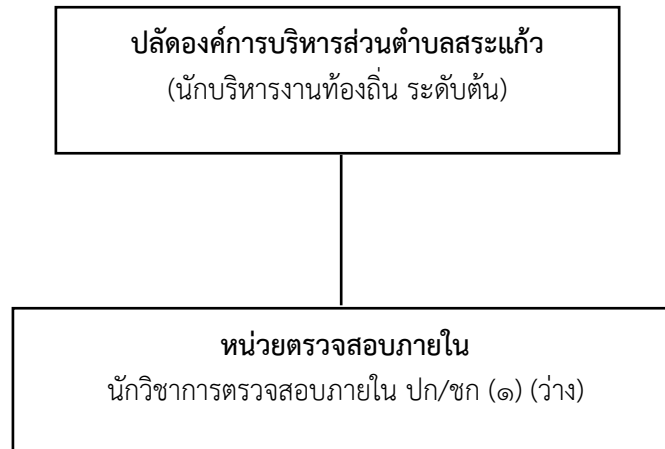 ปลัดองค์การบริหารส่วนตำบลสระแก้ว
(นักบริหารงานท้องถิ่น ระดับต้น)
หน่วยตรวจสอบภายใน
นักวิชาการตรวจสอบภายใน ปก/ชก (๑) (ว่าง)